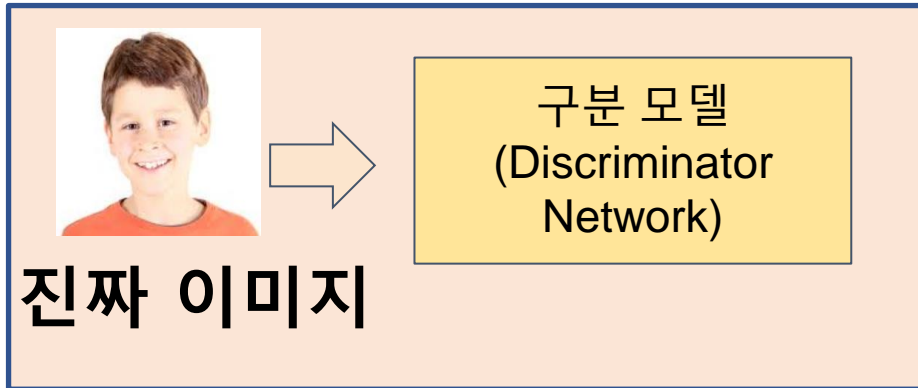 구분 모델
(Discriminator
Network)
진짜 이미지